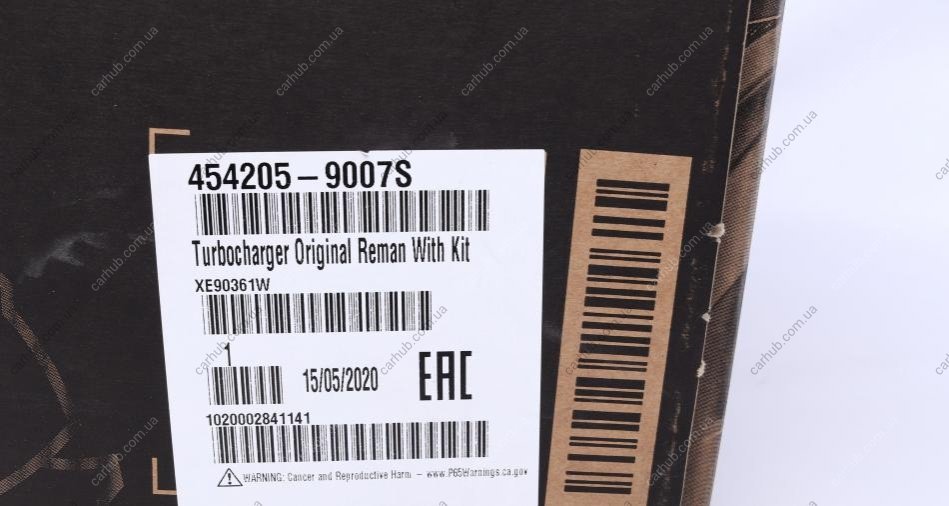 454205-9007S
Turbocharger Original Reman With Kit
XE90361W
1
15/05/2020
EAC
1020002841141
WARNING: Cancer and Reproductive Harm - www.P65Warnings.ca.gov
carhub.com.ua